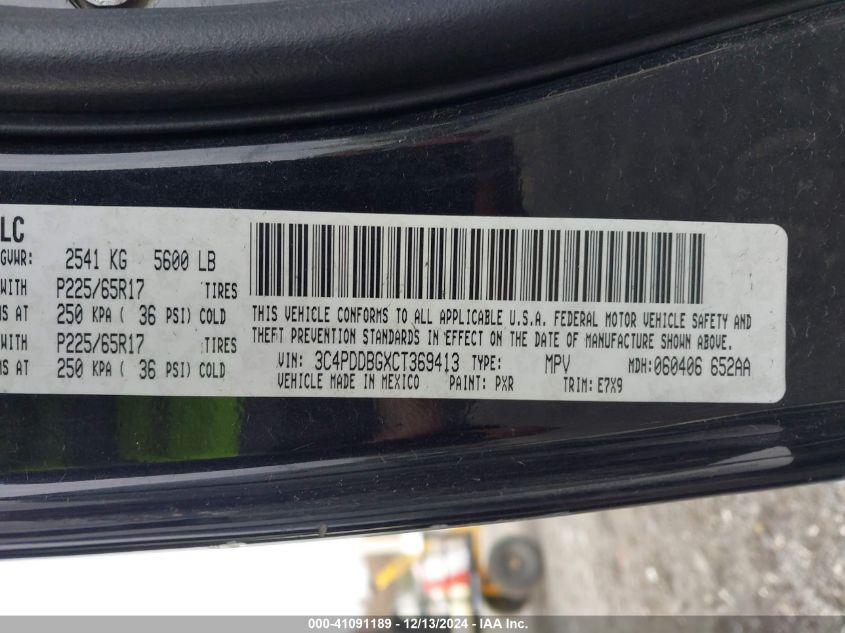 LC
GVWR: 2541 KG 5600 LB
WITH P225/65R17 TIRES
MS AT 250 KPA ( 36 PSI) COLD
WITH P225/65R17 TIRES
MS AT 250 KPA ( 36 PSI) COLD
THIS VEHICLE CONFORMS TO ALL APPLICABLE U.S.A. FEDERAL MOTOR VEHICLE SAFETY AND
THEFT PREVENTION STANDARDS IN EFFECT ON THE DATE OF MANUFACTURE SHOWN ABOVE.
VIN: 3C4PDDBGXCT369413 TYPE: MPV MDH:060406 652AA
VEHICLE MADE IN MEXICO PAINT: PXR TRIM: E7X9
000-41091189 - 12/13/2024 - IAA Inc.